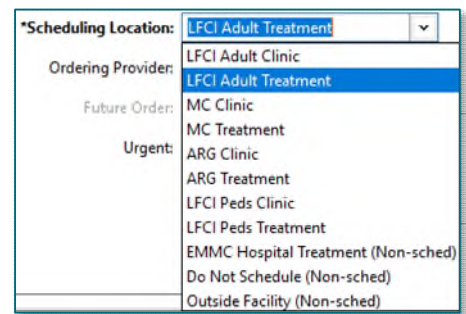 *Scheduling Location: LFCI Adult Treatment
LFCI Adult Clinic
Ordering Provider:
LFCI Adult Treatment
Future Order:
MC Clinic
MC Treatment
Urgent:
ARG Clinic
ARG Treatment
LFCI Peds Clinic
LFCI Peds Treatment
EMMC Hospital Treatment (Non-sched)
Do Not Schedule (Non-sched)
Outside Facility (Non-sched)